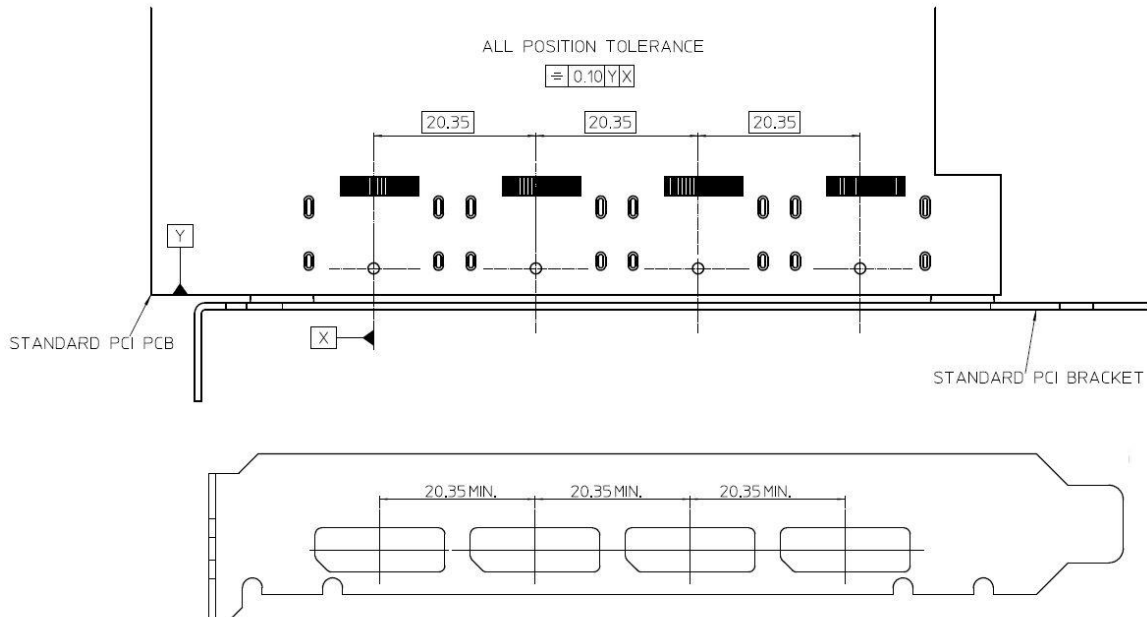 ALL POSITION TOLERANCE
⌯ 0.10 Y X
20.35 20.35 20.35
Y
X
STANDARD PCI PCB
STANDARD PCI BRACKET
20.35 MIN. 20.35 MIN. 20.35 MIN.